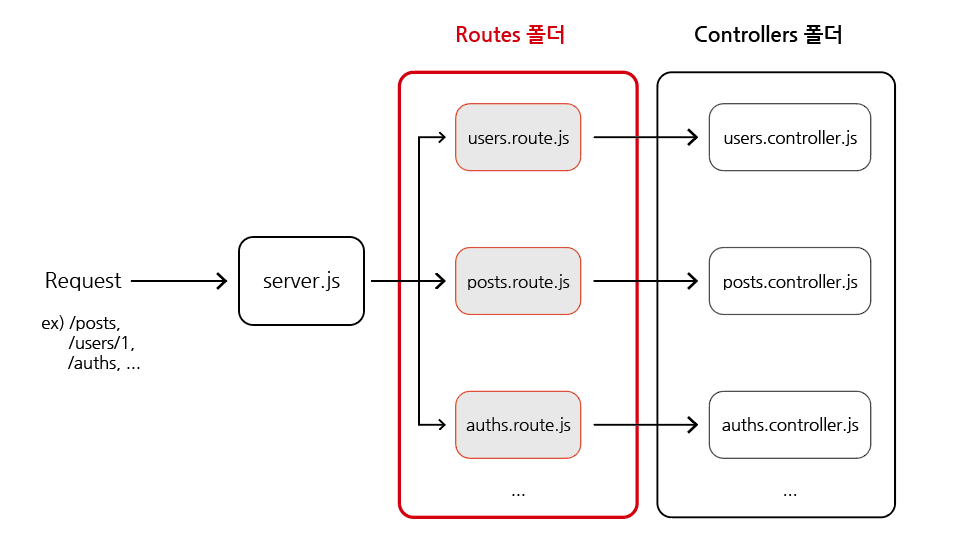 Routes 폴더
Controllers 폴더
users.route.js
users.controller.js
Request
server.js
posts.route.js
posts.controller.js
ex) /posts,
/users/1,
/auths, ...
auths.route.js
auths.controller.js
...
...